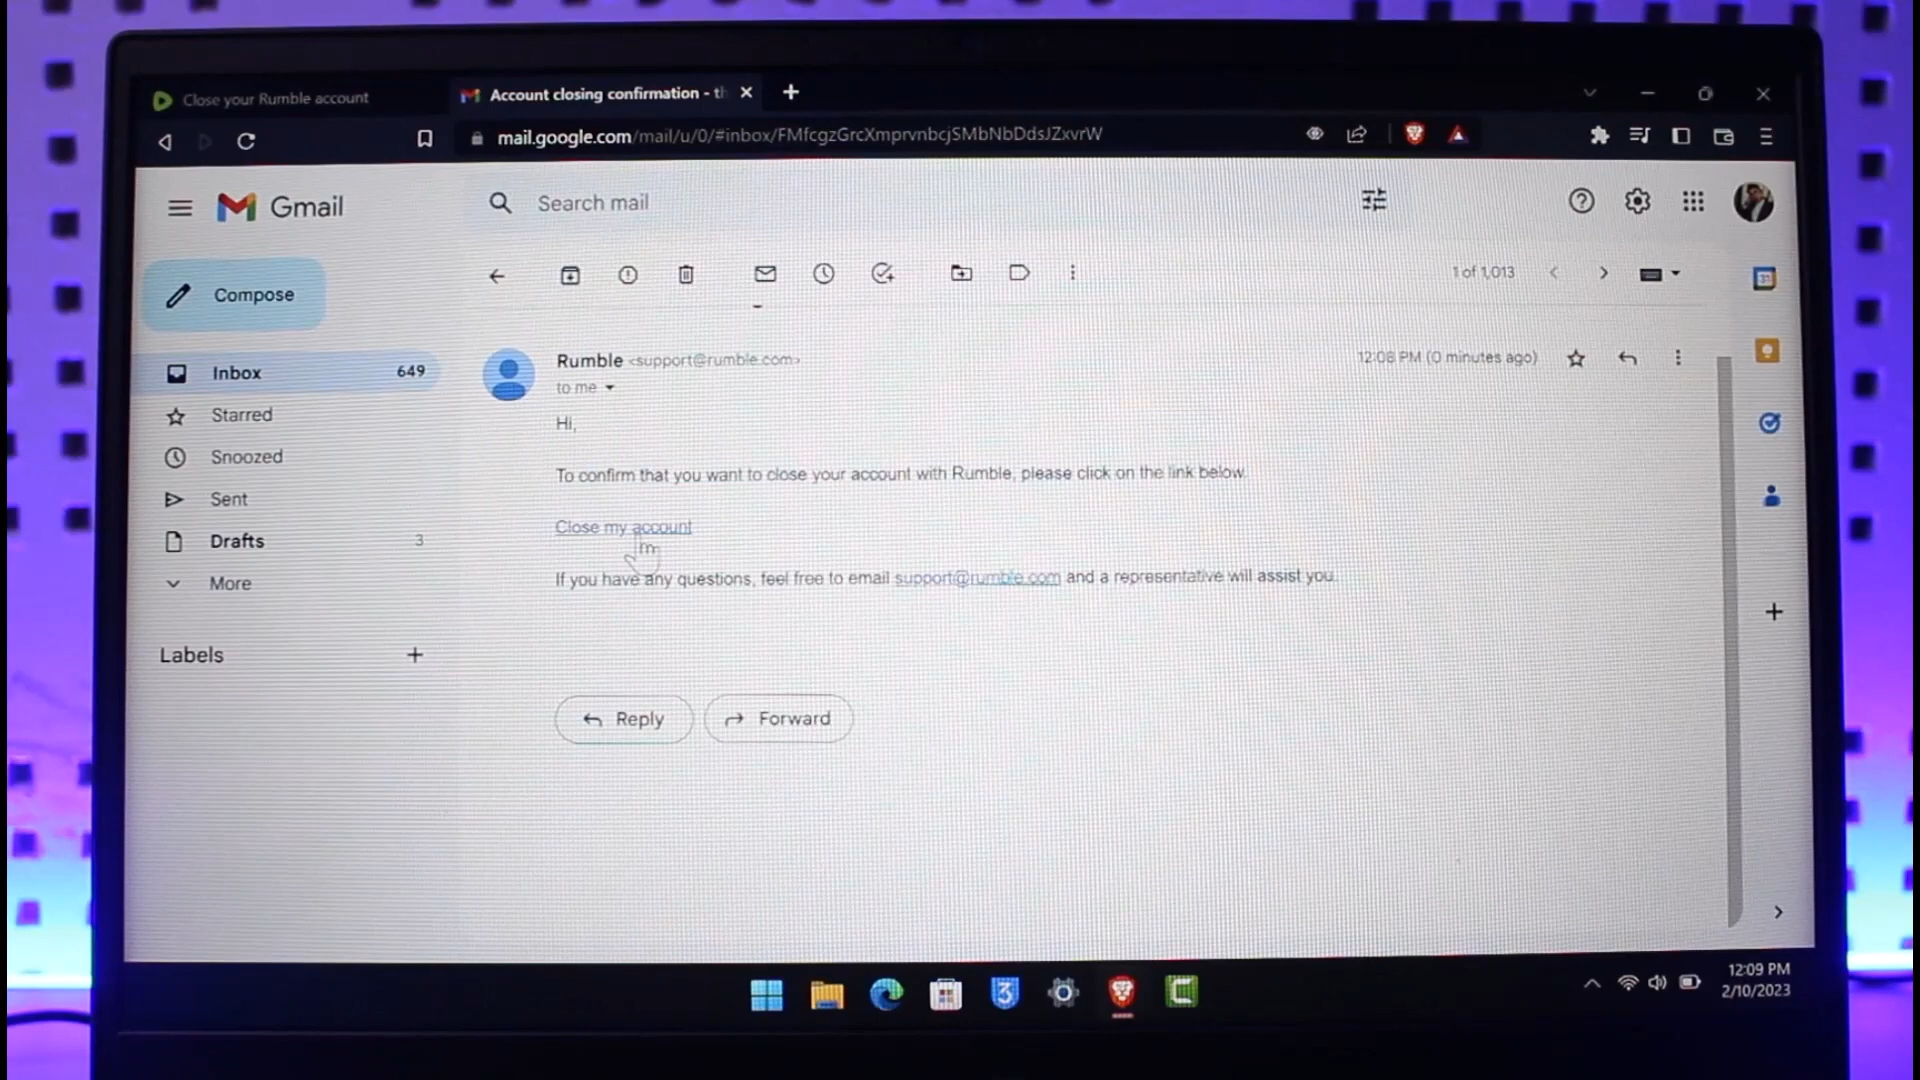 Close your Rumble account
Account closing confirmation - th
mail.google.com/mail/u/0/#inbox/FMfcgzGrcXmprvnbcjSMbNbDdsJZxvrW
Gmail
Search mail
Compose
1 of 1,013
Inbox 649
Starred
Snoozed
Sent
Drafts 3
More
Labels
Rumble <support@rumble.com>
12:08 PM (0 minutes ago)
to me
Hi,
To confirm that you want to close your account with Rumble, please click on the link below.
Close my account
If you have any questions, feel free to email support@rumble.com and a representative will assist you.
Reply
Forward
31
3
C
12:09 PM
2/10/2023